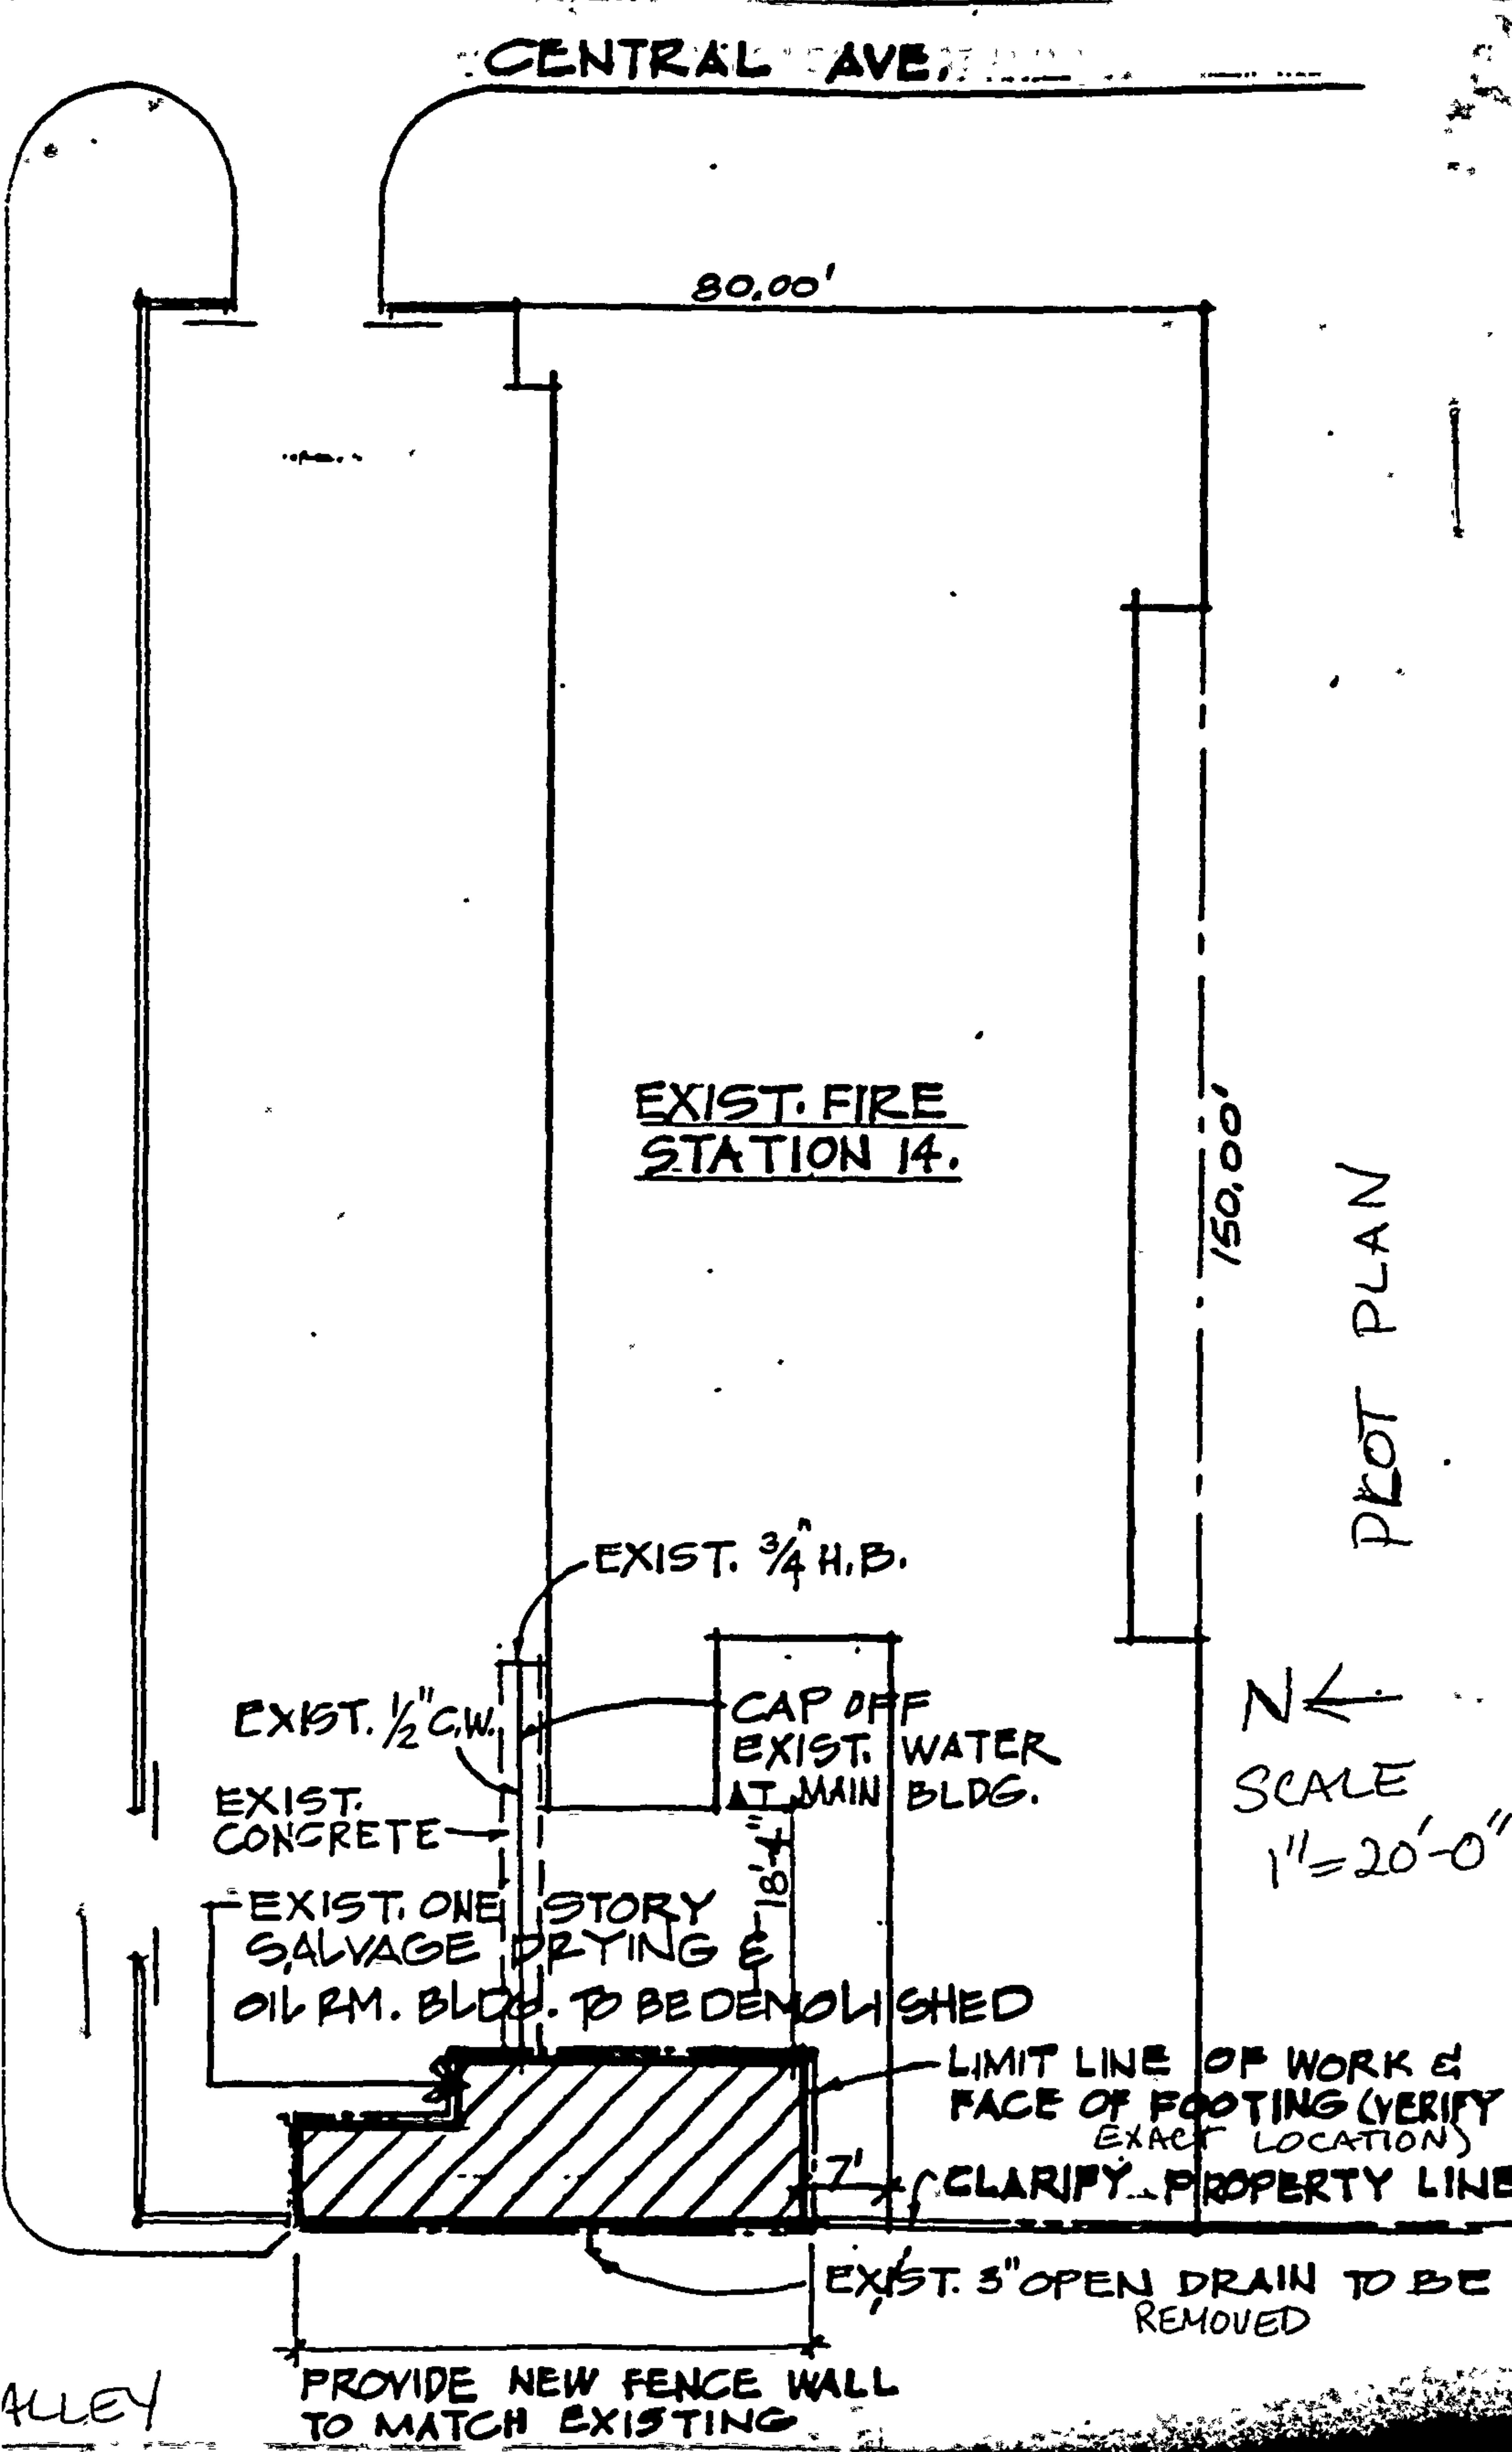 CENTRAL AVE.
80.00'
EXIST. FIRE
STATION 14.
150.00'
PLOT PLAN
EXIST. 3/4" H.B.
EXIST. 1/2" C.W.
CAP OFF
EXIST. WATER
AT MAIN BLDG.
N
SCALE
1"=20'-0"
EXIST.
CONCRETE
18'-4"
EXIST. ONE STORY
SALVAGE DRYING &
OIL RM. BLDG. TO BE DEMOLISHED
LIMIT LINE OF WORK &
FACE OF FOOTING (VERIFY
EXACT LOCATION)
7'
CLARIFY PROPERTY LINE
EXIST. 3" OPEN DRAIN TO BE
REMOVED
PROVIDE NEW FENCE WALL
TO MATCH EXISTING
ALLEY